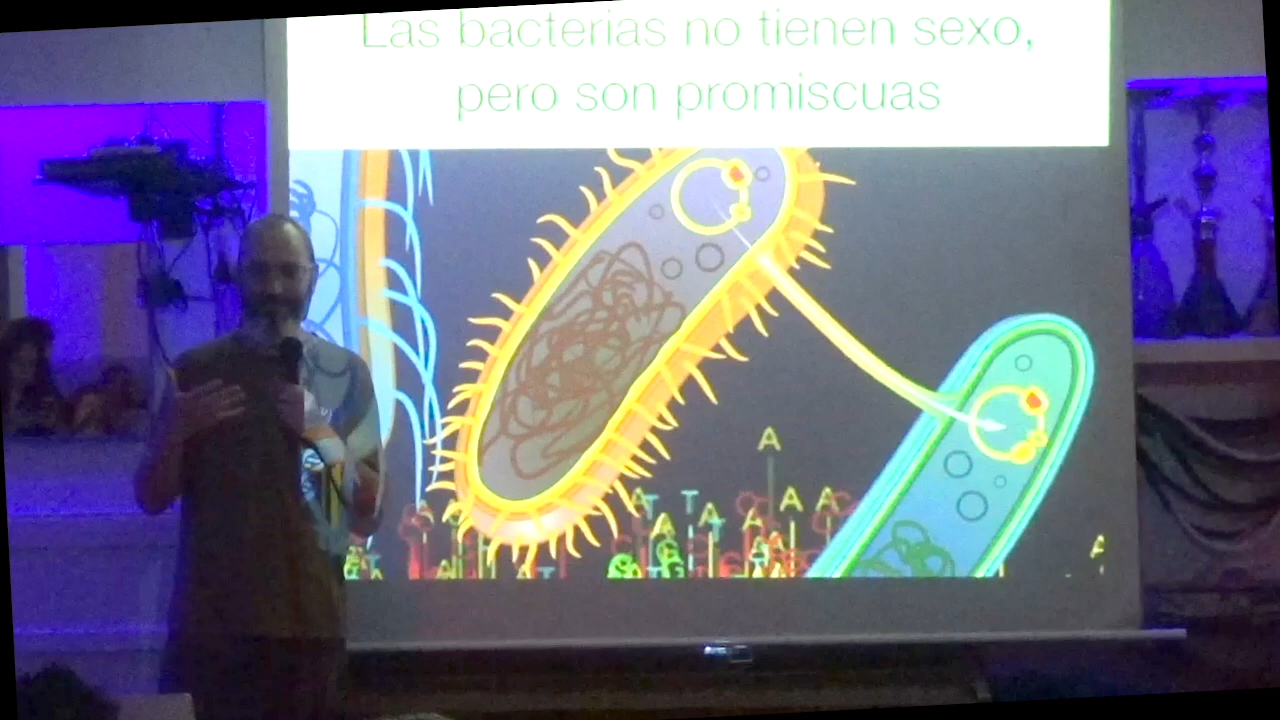 Las bacterias no tienen sexo,
pero son promiscuas